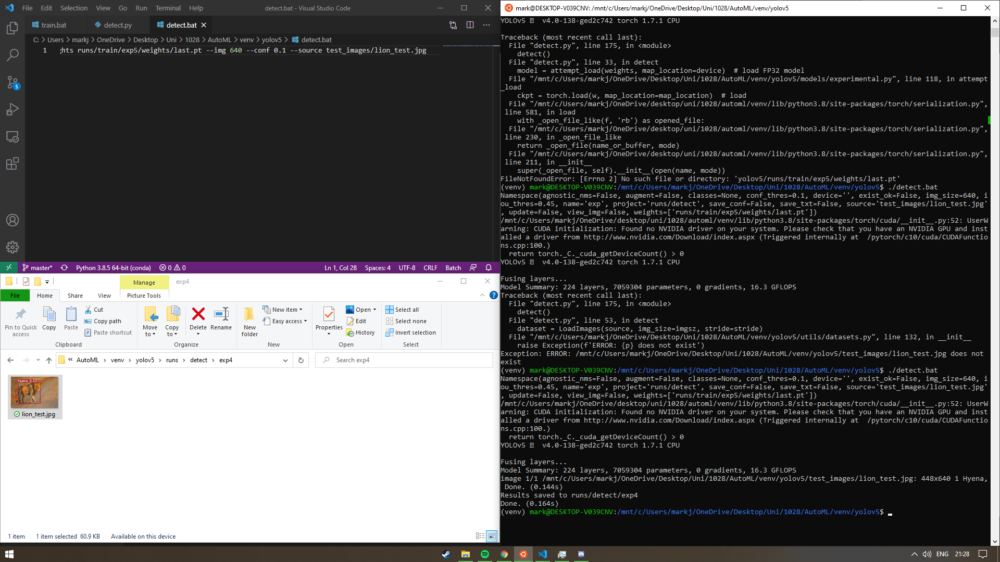 File Edit Selection View Go Run Terminal Help
detect.bat - Visual Studio Code
train.bat
detect.py
detect.bat
C: > Users > markj > OneDrive > Desktop > Uni > 1028 > AutoML > venv > yolov5 > detect.bat
1 ghts runs/train/exp5/weights/last.pt --img 640 --conf 0.1 --source test_images/lion_test.jpg
5
master* Python 3.8.5 64-bit (conda) 0 0 Ln 1, Col 28 Spaces: 4 UTF-8 CRLF Batch
Manage exp4
File Home Share View Picture Tools
Pin to Quick access
Copy
Paste
Cut
Copy path
Paste shortcut
Clipboard
Move to
Copy to
Delete
Rename
Organize
New folder
New item
Easy access
New
Properties
Open
Edit
History
Open
Select all
Select none
Invert selection
Select
« AutoML > venv > yolov5 > runs > detect > exp4
Search exp4
Hyena 0.23
lion_test.jpg
1 item 1 item selected 60.9 KB Available on this device
mark@DESKTOP-V039CNV: /mnt/c/Users/markj/OneDrive/Desktop/Uni/1028/AutoML/venv/yolov5
YOLOv5 v4.0-138-ged2c742 torch 1.7.1 CPU
Traceback (most recent call last):
File "detect.py", line 175, in <module>
detect()
File "detect.py", line 33, in detect
model = attempt_load(weights, map_location=device)  # load FP32 model
File "/mnt/c/Users/markj/OneDrive/Desktop/Uni/1028/AutoML/venv/yolov5/models/experimental.py", line 118, in attempt
_load
ckpt = torch.load(w, map_location=map_location)  # load
File "/mnt/c/Users/markj/OneDrive/desktop/uni/1028/automl/venv/lib/python3.8/site-packages/torch/serialization.py",
line 581, in load
with _open_file_like(f, 'rb') as opened_file:
File "/mnt/c/Users/markj/OneDrive/desktop/uni/1028/automl/venv/lib/python3.8/site-packages/torch/serialization.py",
line 230, in _open_file_like
return _open_file(name_or_buffer, mode)
File "/mnt/c/Users/markj/OneDrive/desktop/uni/1028/automl/venv/lib/python3.8/site-packages/torch/serialization.py",
line 211, in __init__
super(_open_file, self).__init__(open(name, mode))
FileNotFoundError: [Errno 2] No such file or directory: 'yolov5/runs/train/exp5/weights/last.pt'
(venv) mark@DESKTOP-V039CNV:/mnt/c/Users/markj/OneDrive/Desktop/Uni/1028/AutoML/venv/yolov5$ ./detect.bat
Namespace(agnostic_nms=False, augment=False, classes=None, conf_thres=0.1, device='', exist_ok=False, img_size=640, i
ou_thres=0.45, name='exp', project='runs/detect', save_conf=False, save_txt=False, source='test_images/lion_test.jpg'
, update=False, view_img=False, weights=['runs/train/exp5/weights/last.pt'])
/mnt/c/Users/markj/OneDrive/desktop/uni/1028/automl/venv/lib/python3.8/site-packages/torch/cuda/__init__.py:52: UserW
arning: CUDA initialization: Found no NVIDIA driver on your system. Please check that you have an NVIDIA GPU and inst
alled a driver from http://www.nvidia.com/Download/index.aspx (Triggered internally at  /pytorch/c10/cuda/CUDAFunctio
ns.cpp:100.)
return torch._C._cuda_getDeviceCount() > 0
YOLOv5 v4.0-138-ged2c742 torch 1.7.1 CPU
Fusing layers...
Model Summary: 224 layers, 7059304 parameters, 0 gradients, 16.3 GFLOPS
Traceback (most recent call last):
File "detect.py", line 175, in <module>
detect()
File "detect.py", line 53, in detect
dataset = LoadImages(source, img_size=imgsz, stride=stride)
File "/mnt/c/Users/markj/OneDrive/Desktop/Uni/1028/AutoML/venv/yolov5/utils/datasets.py", line 132, in __init__
raise Exception(f'ERROR: {p} does not exist')
Exception: ERROR: /mnt/c/Users/markj/OneDrive/Desktop/Uni/1028/AutoML/venv/yolov5/test_images/lion_test.jpg does not
exist
(venv) mark@DESKTOP-V039CNV:/mnt/c/Users/markj/OneDrive/Desktop/Uni/1028/AutoML/venv/yolov5$ ./detect.bat
Namespace(agnostic_nms=False, augment=False, classes=None, conf_thres=0.1, device='', exist_ok=False, img_size=640, i
ou_thres=0.45, name='exp', project='runs/detect', save_conf=False, save_txt=False, source='test_images/lion_test.jpg'
, update=False, view_img=False, weights=['runs/train/exp5/weights/last.pt'])
/mnt/c/Users/markj/OneDrive/desktop/uni/1028/automl/venv/lib/python3.8/site-packages/torch/cuda/__init__.py:52: UserW
arning: CUDA initialization: Found no NVIDIA driver on your system. Please check that you have an NVIDIA GPU and inst
alled a driver from http://www.nvidia.com/Download/index.aspx (Triggered internally at  /pytorch/c10/cuda/CUDAFunctio
ns.cpp:100.)
return torch._C._cuda_getDeviceCount() > 0
YOLOv5 v4.0-138-ged2c742 torch 1.7.1 CPU
Fusing layers...
Model Summary: 224 layers, 7059304 parameters, 0 gradients, 16.3 GFLOPS
image 1/1 /mnt/c/Users/markj/OneDrive/Desktop/Uni/1028/AutoML/venv/yolov5/test_images/lion_test.jpg: 448x640 1 Hyena,
Done. (0.144s)
Results saved to runs/detect/exp4
Done. (0.164s)
(venv) mark@DESKTOP-V039CNV:/mnt/c/Users/markj/OneDrive/Desktop/Uni/1028/AutoML/venv/yolov5$
ENG 21:28